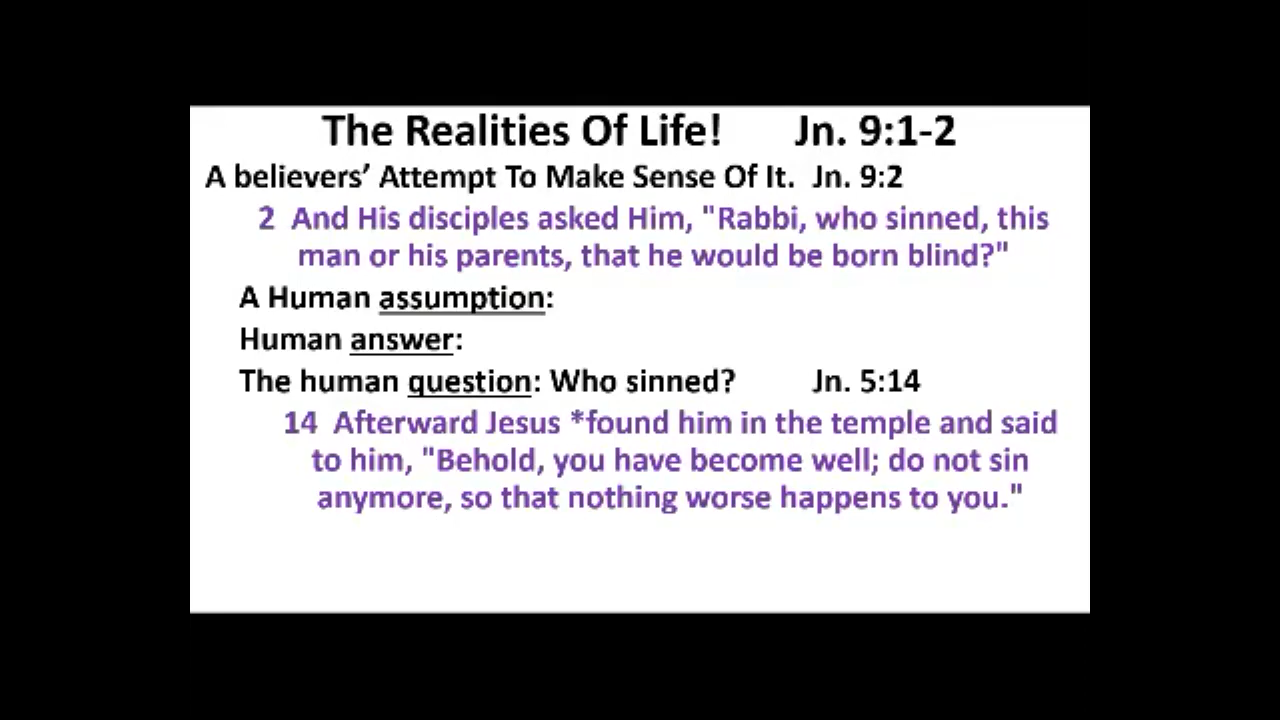 The Realities Of Life! Jn. 9:1-2
A believers’ Attempt To Make Sense Of It. Jn. 9:2
2 And His disciples asked Him, "Rabbi, who sinned, this
man or his parents, that he would be born blind?"
A Human assumption:
Human answer:
The human question: Who sinned? Jn. 5:14
14 Afterward Jesus *found him in the temple and said
to him, "Behold, you have become well; do not sin
anymore, so that nothing worse happens to you."